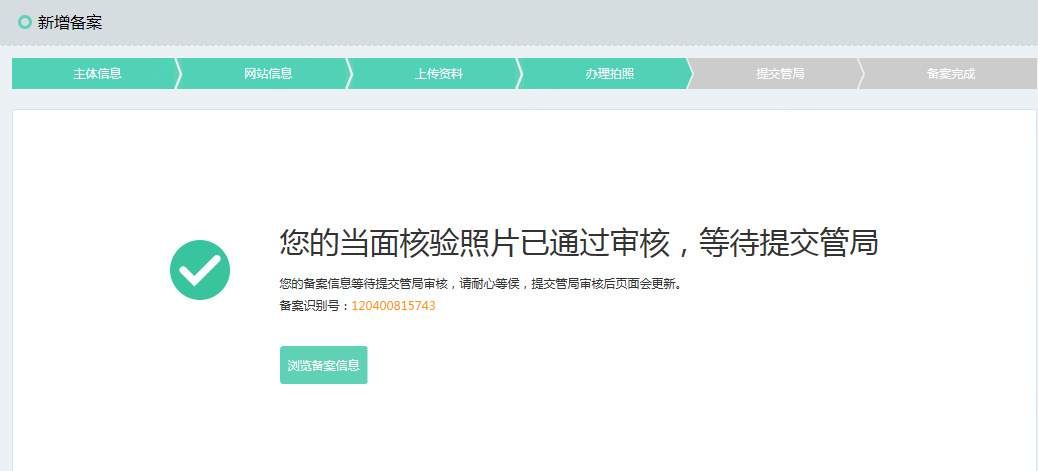 新增备案
主体信息
网站信息
上传资料
办理拍照
提交管局
备案完成
您的当面核验照片已通过审核，等待提交管局
您的备案信息等待提交管局审核，请耐心等侯，提交管局审核后页面会更新。
备案识别号：120400815743
浏览备案信息